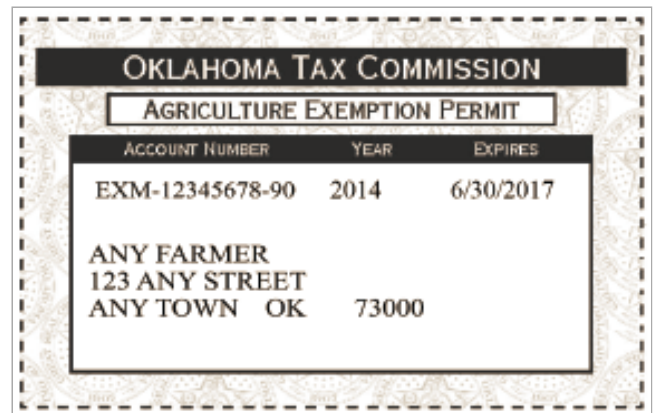 OKLAHOMA TAX COMMISSION
AGRICULTURE EXEMPTION PERMIT
ACCOUNT NUMBER YEAR EXPIRES
EXM-12345678-90 2014 6/30/2017
ANY FARMER
123 ANY STREET
ANY TOWN OK 73000